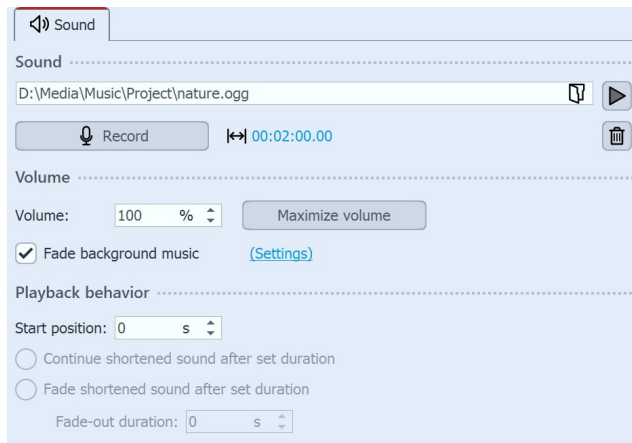 Sound
Sound
D:\Media\Music\Project\nature.ogg
Record 00:02:00.00
Volume
Volume: 100 % Maximize volume
Fade background music (Settings)
Playback behavior
Start position: 0 s
Continue shortened sound after set duration
Fade shortened sound after set duration
Fade-out duration: 0 s